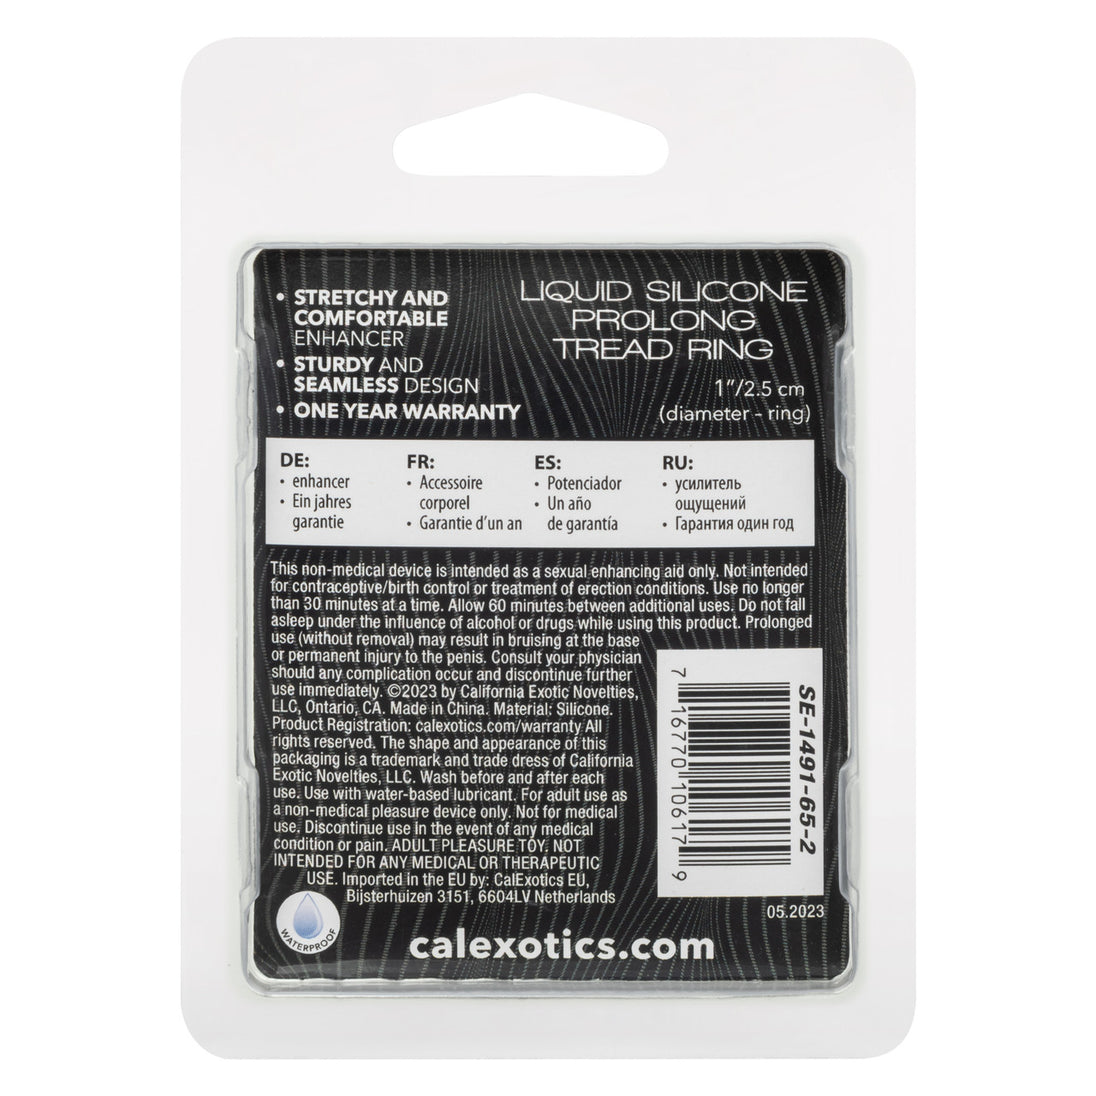 • STRETCHY AND
COMFORTABLE
ENHANCER
• STURDY AND
SEAMLESS DESIGN
• ONE YEAR WARRANTY
LIQUID SILICONE
PROLONG
TREAD RING
1"/2.5 cm
(diameter - ring)
DE:
• enhancer
• Ein jahres
garantie
FR:
• Accessoire
corporel
• Garantie d'un an
ES:
• Potenciador
• Un año
de garantía
RU:
• усилитель
ощущений
• Гарантия один год
This non-medical device is intended as a sexual enhancing aid only. Not intended
for contraceptive/birth control or treatment of erection conditions. Use no longer
than 30 minutes at a time. Allow 60 minutes between additional uses. Do not fall
asleep under the influence of alcohol or drugs while using this product. Prolonged
use (without removal) may result in bruising at the base
or permanent injury to the penis. Consult your physician
should any complication occur and discontinue further
use immediately. ©2023 by California Exotic Novelties,
LLC, Ontario, CA. Made in China. Material: Silicone.
Product Registration: calexotics.com/warranty All
rights reserved. The shape and appearance of this
packaging is a trademark and trade dress of California
Exotic Novelties, LLC. Wash before and after each
use. Use with water-based lubricant. For adult use as
a non-medical pleasure device only. Not for medical
use. Discontinue use in the event of any medical
condition or pain. ADULT PLEASURE TOY. NOT
INTENDED FOR ANY MEDICAL OR THERAPEUTIC
USE. Imported in the EU by: CalExotics EU,
Bijsterhuizen 3151, 6604LV Netherlands
7 16770 10617 9
SE-1491-65-2
05.2023
WATERPROOF
calexotics.com